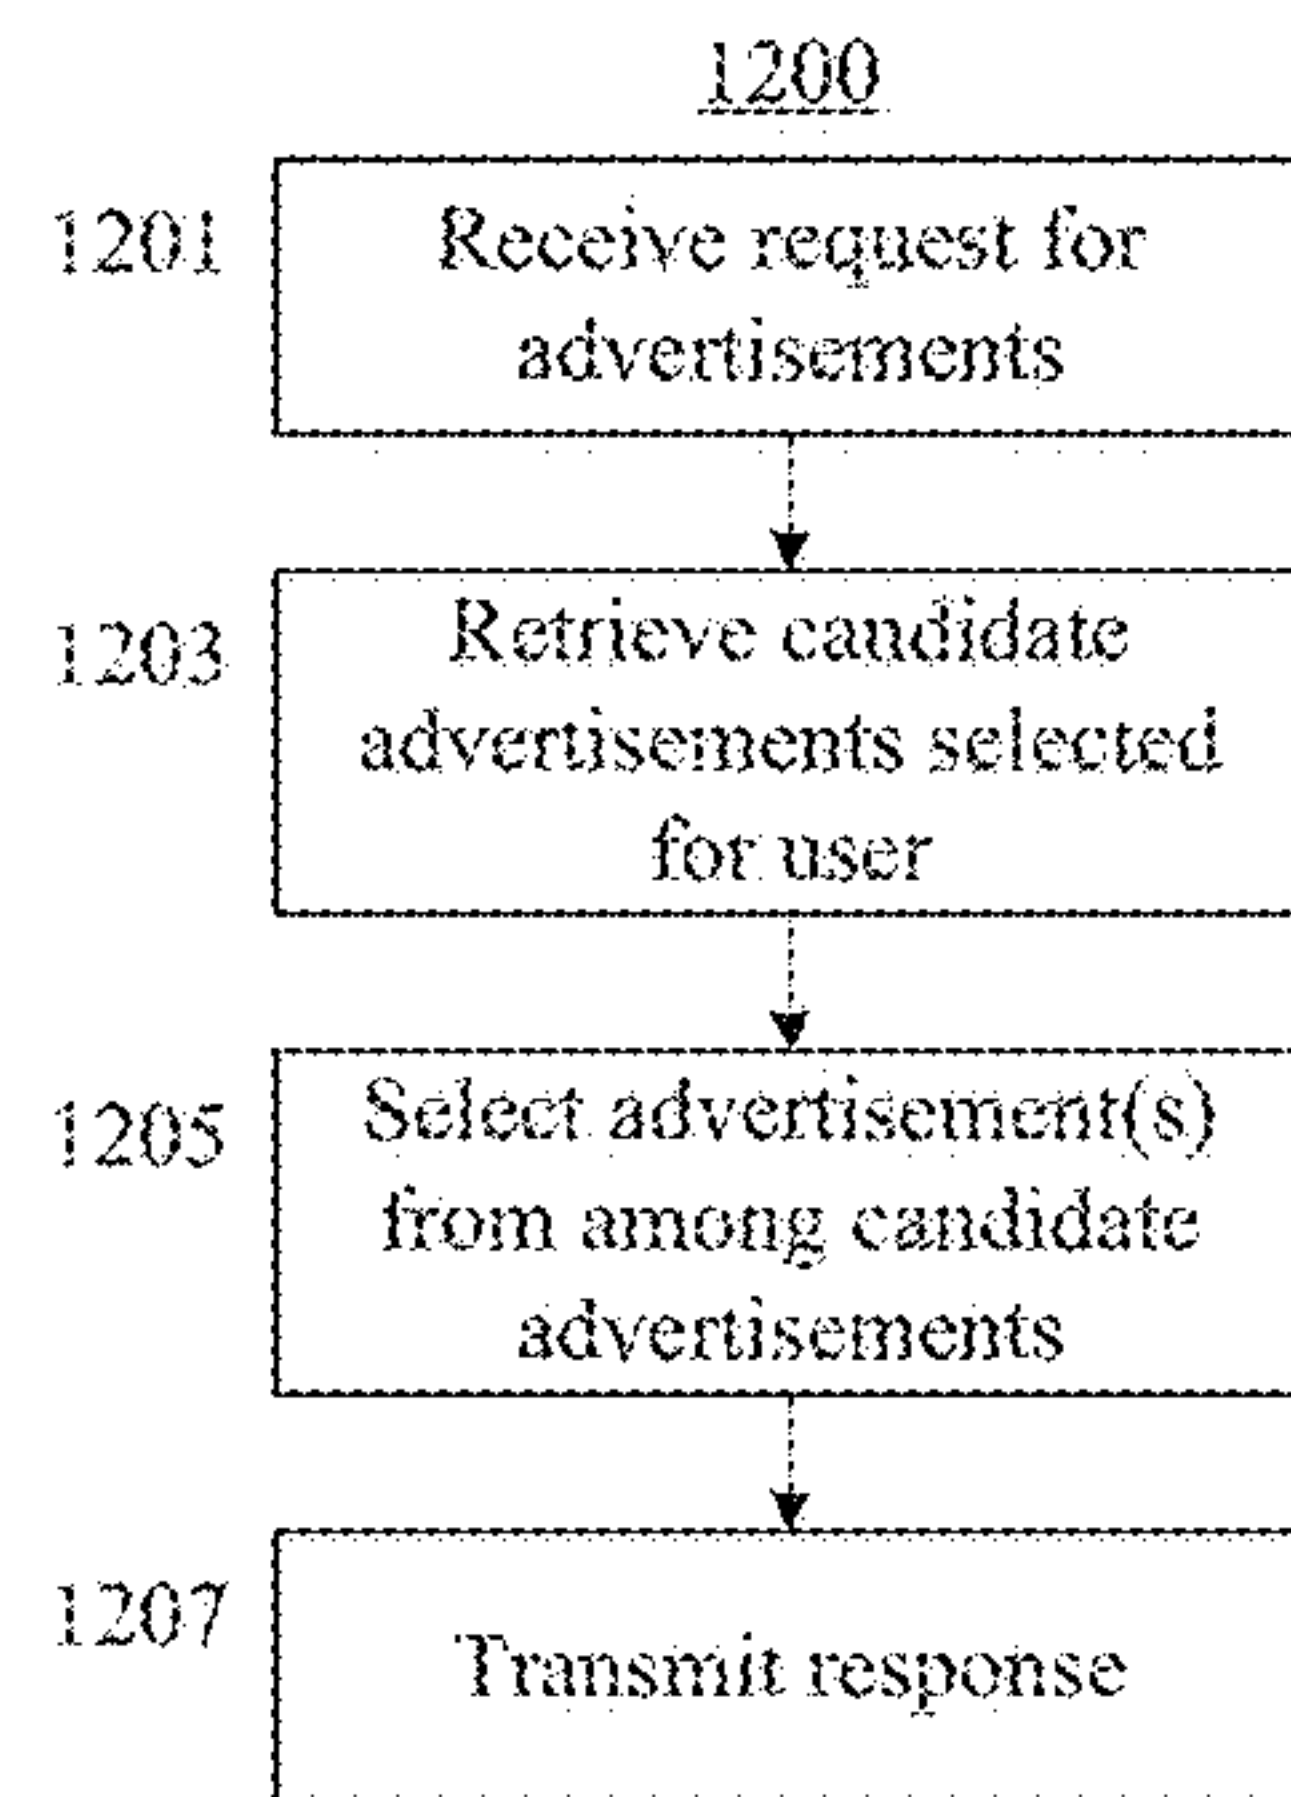 1200
1201
Receive request for
advertisements
1203
Retrieve candidate
advertisements selected
for user
1205
Select advertisement(s)
from among candidate
advertisements
1207
Transmit response